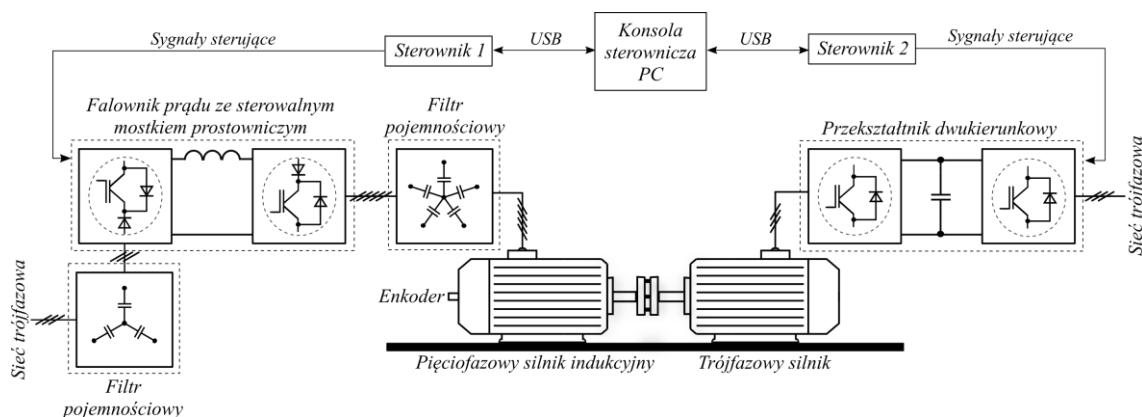 Sygnały sterujące
Sterownik 1
USB
Konsola
sterownicza
PC
USB
Sterownik 2
Sygnały sterujące
Falownik prądu ze sterowalnym
mostkiem prostowniczym
Filtr
pojemnościowy
Przekształtnik dwukierunkowy
Sieć trójfazowa
Enkoder
Sieć trójfazowa
Pięciofazowy silnik indukcyjny
Trójfazowy silnik
Filtr
pojemnościowy